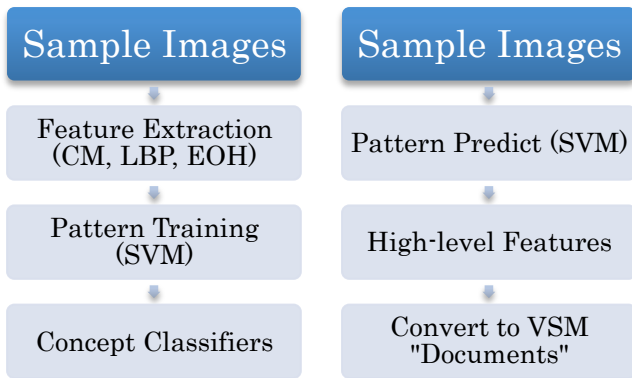 Sample Images
Feature Extraction
(CM, LBP, EOH)
Pattern Training
(SVM)
Concept Classifiers
Sample Images
Pattern Predict (SVM)
High-level Features
Convert to VSM
"Documents"